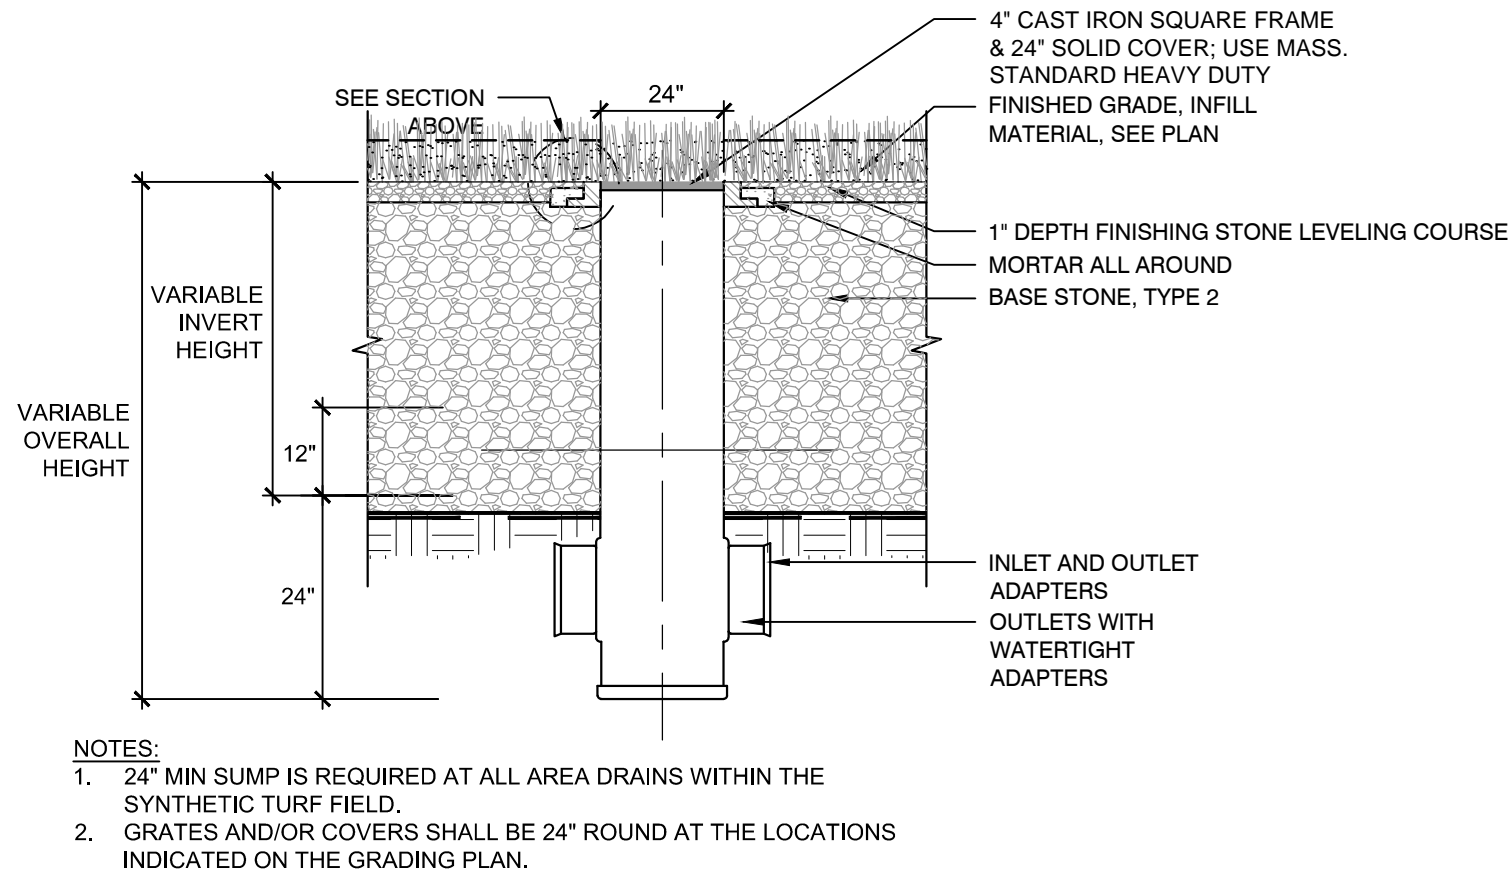 4" CAST IRON SQUARE FRAME
& 24" SOLID COVER; USE MASS.
STANDARD HEAVY DUTY
FINISHED GRADE, INFILL
MATERIAL, SEE PLAN
SEE SECTION
ABOVE
24"
1" DEPTH FINISHING STONE LEVELING COURSE
MORTAR ALL AROUND
BASE STONE, TYPE 2
VARIABLE
INVERT
HEIGHT
VARIABLE
OVERALL
HEIGHT
12"
24"
INLET AND OUTLET
ADAPTERS
OUTLETS WITH
WATERTIGHT
ADAPTERS
NOTES:
1. 24" MIN SUMP IS REQUIRED AT ALL AREA DRAINS WITHIN THE
SYNTHETIC TURF FIELD.
2. GRATES AND/OR COVERS SHALL BE 24" ROUND AT THE LOCATIONS
INDICATED ON THE GRADING PLAN.